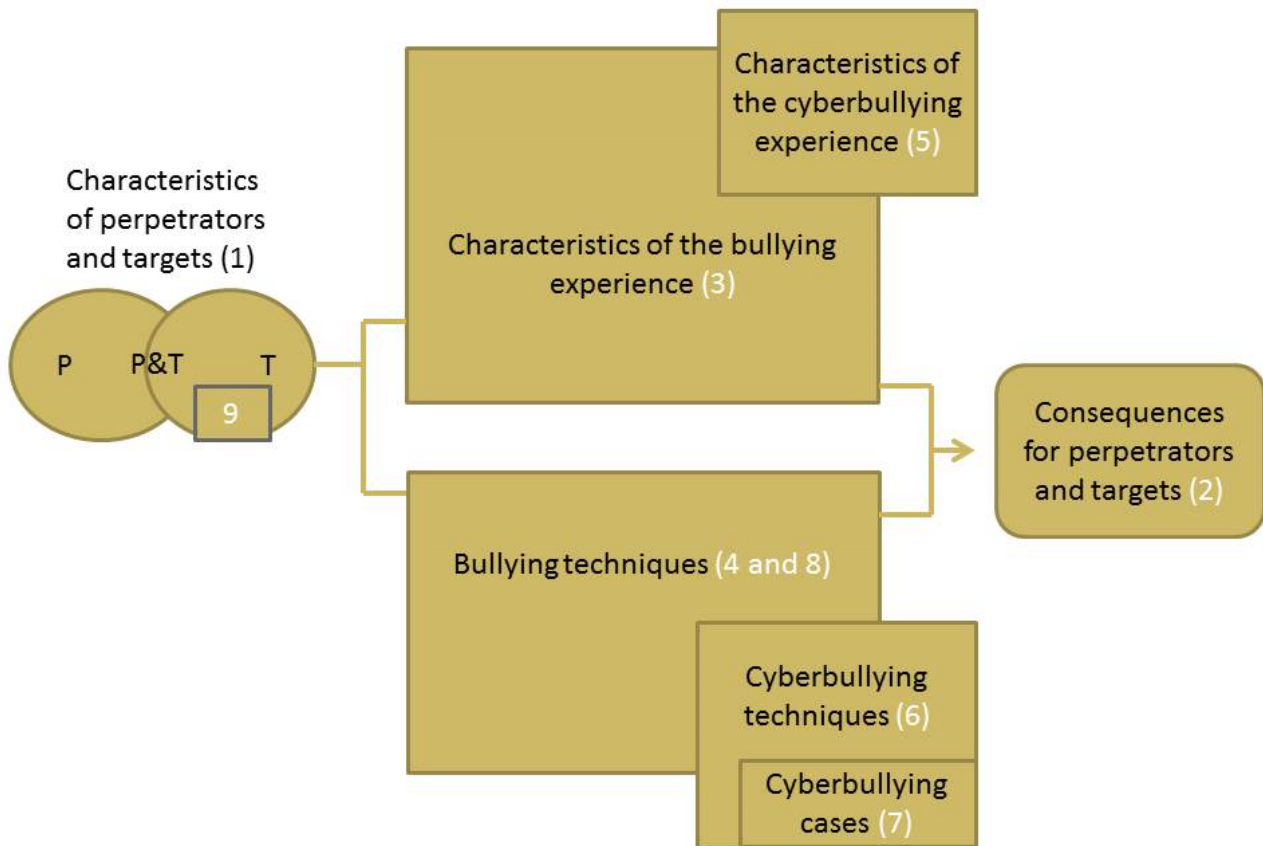 Characteristics of
the cyberbullying
experience (5)
Characteristics
of perpetrators
and targets (1)
Characteristics of the bullying
experience (3)
P
P&T
T
9
Consequences
for perpetrators
and targets (2)
Bullying techniques (4 and 8)
Cyberbullying
techniques (6)
Cyberbullying
cases (7)